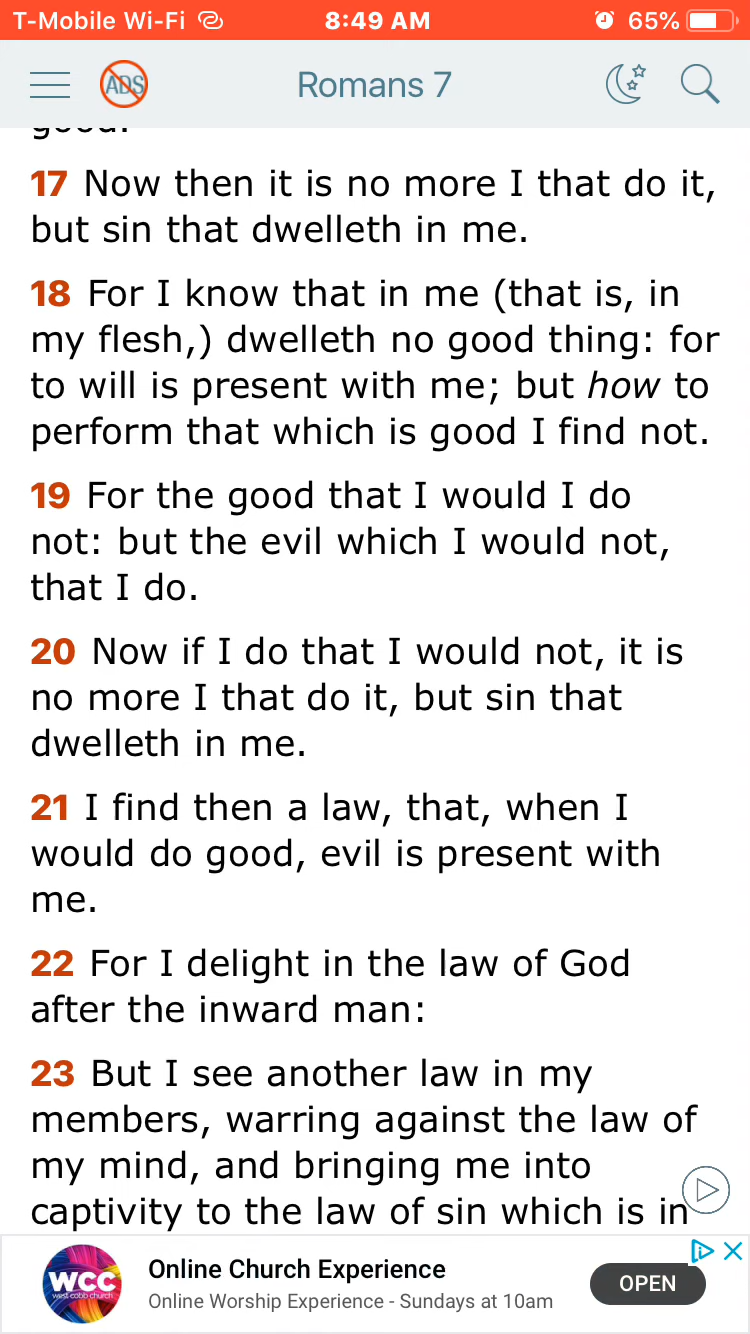 T-Mobile Wi-Fi 8:49 AM 65%
ADS Romans 7
good.
17 Now then it is no more I that do it,
but sin that dwelleth in me.
18 For I know that in me (that is, in
my flesh,) dwelleth no good thing: for
to will is present with me; but how to
perform that which is good I find not.
19 For the good that I would I do
not: but the evil which I would not,
that I do.
20 Now if I do that I would not, it is
no more I that do it, but sin that
dwelleth in me.
21 I find then a law, that, when I
would do good, evil is present with
me.
22 For I delight in the law of God
after the inward man:
23 But I see another law in my
members, warring against the law of
my mind, and bringing me into
captivity to the law of sin which is in
WCC
west cobb church
Online Church Experience
Online Worship Experience - Sundays at 10am
OPEN